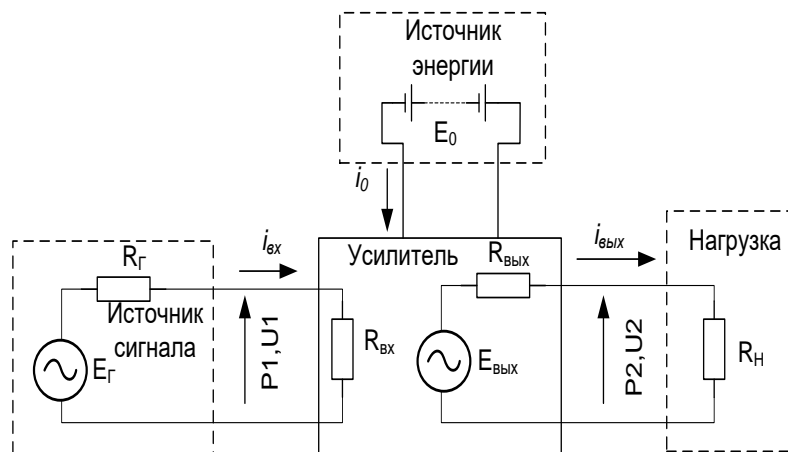 Источник
энергии
E0
i0
iвх
Усилитель
Rвых
iвых
Нагрузка
RГ
Источник
сигнала
EГ
P1,U1
Rвх
Eвых
P2,U2
RН